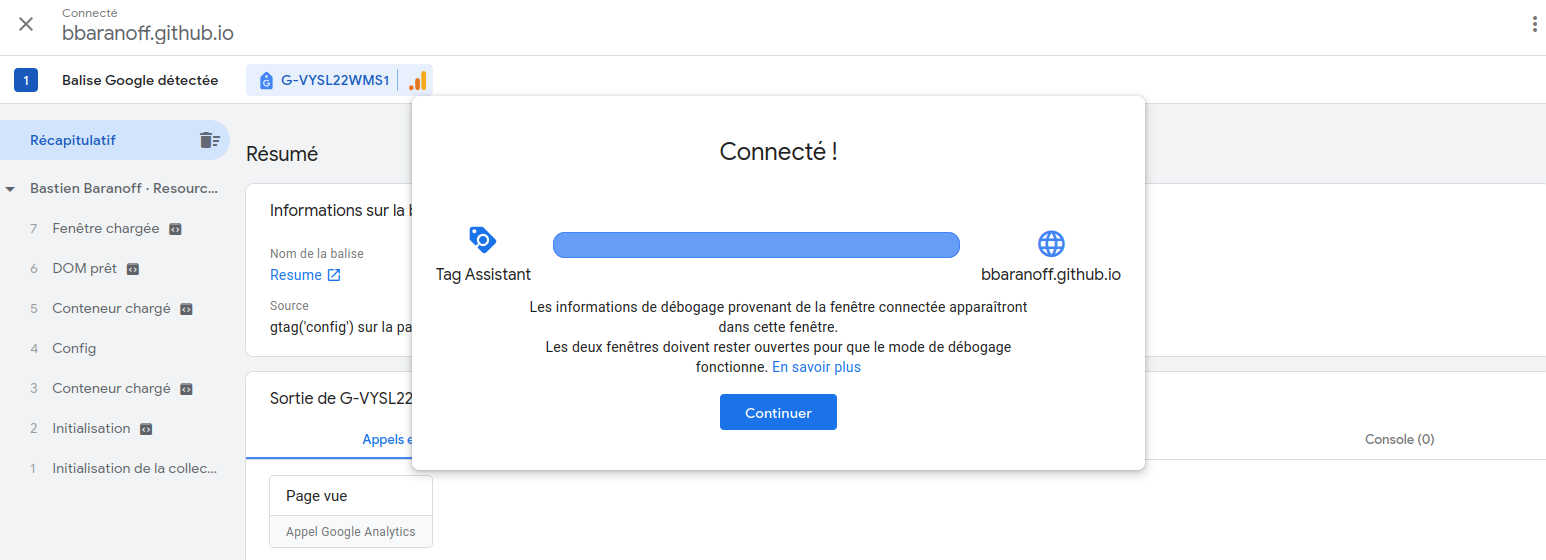 Connecté
bbaranoff.github.io
1
Balise Google détectée
G-VYSL22WMS1
Récapitulatif
Bastien Baranoff · Resourc...
7 Fenêtre chargée
6 DOM prêt
5 Conteneur chargé
4 Config
3 Conteneur chargé
2 Initialisation
1 Initialisation de la collec...
Résumé
Informations sur la
Nom de la balise
Resume
Source
gtag('config') sur la pa
Sortie de G-VYSL22
Appels e
Console (0)
Page vue
Appel Google Analytics
Connecté !
Tag Assistant
bbaranoff.github.io
Les informations de débogage provenant de la fenêtre connectée apparaîtront
dans cette fenêtre.
Les deux fenêtres doivent rester ouvertes pour que le mode de débogage
fonctionne. En savoir plus
Continuer